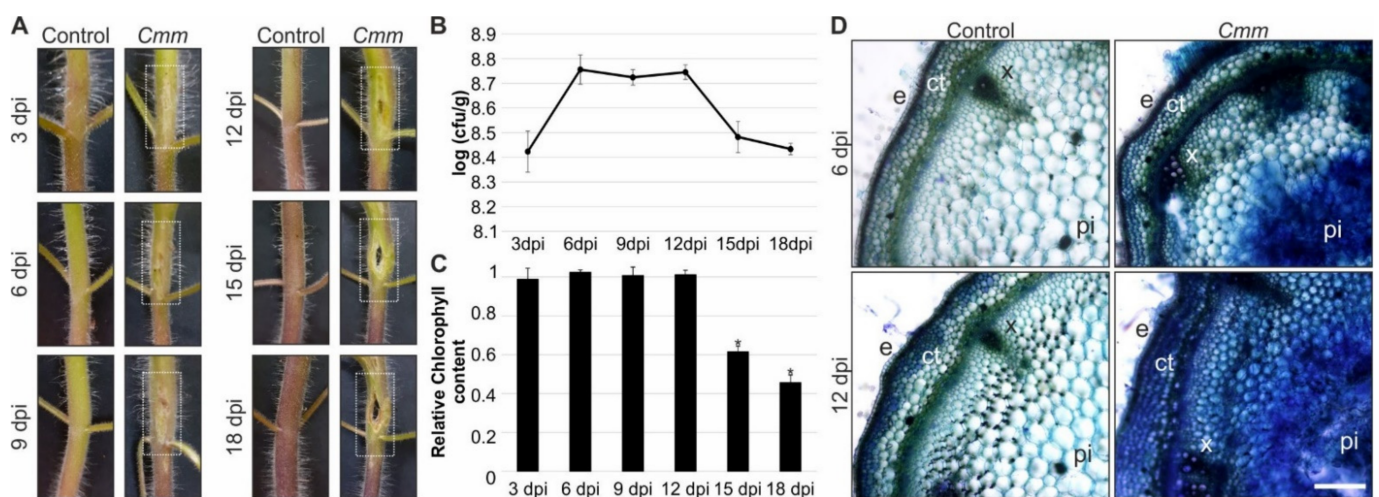 A
Control Cmm
Control Cmm
3 dpi
12 dpi
6 dpi
15 dpi
9 dpi
18 dpi
B
log (cfu/g)
8.9
8.8
8.7
8.6
8.5
8.4
8.3
8.2
8.1
3dpi 6dpi 9dpi 12dpi 15dpi 18dpi
C
Relative Chlorophyll
content
1
0.8
0.6
0.4
0.2
0
* *
3 dpi 6 dpi 9 dpi 12 dpi 15 dpi 18 dpi
D
Control Cmm
6 dpi
e ct x pi
e ct x pi
12 dpi
e ct x pi
e ct x pi